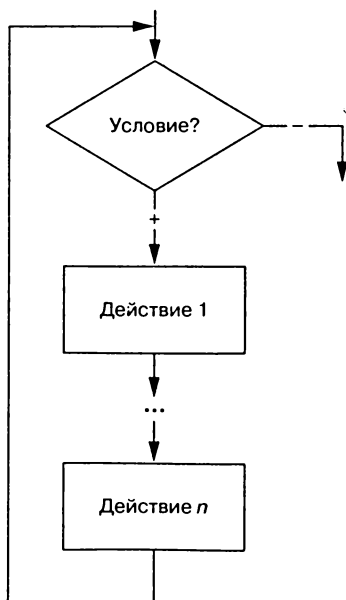 Условие?
–
+
Действие 1
...
Действие n